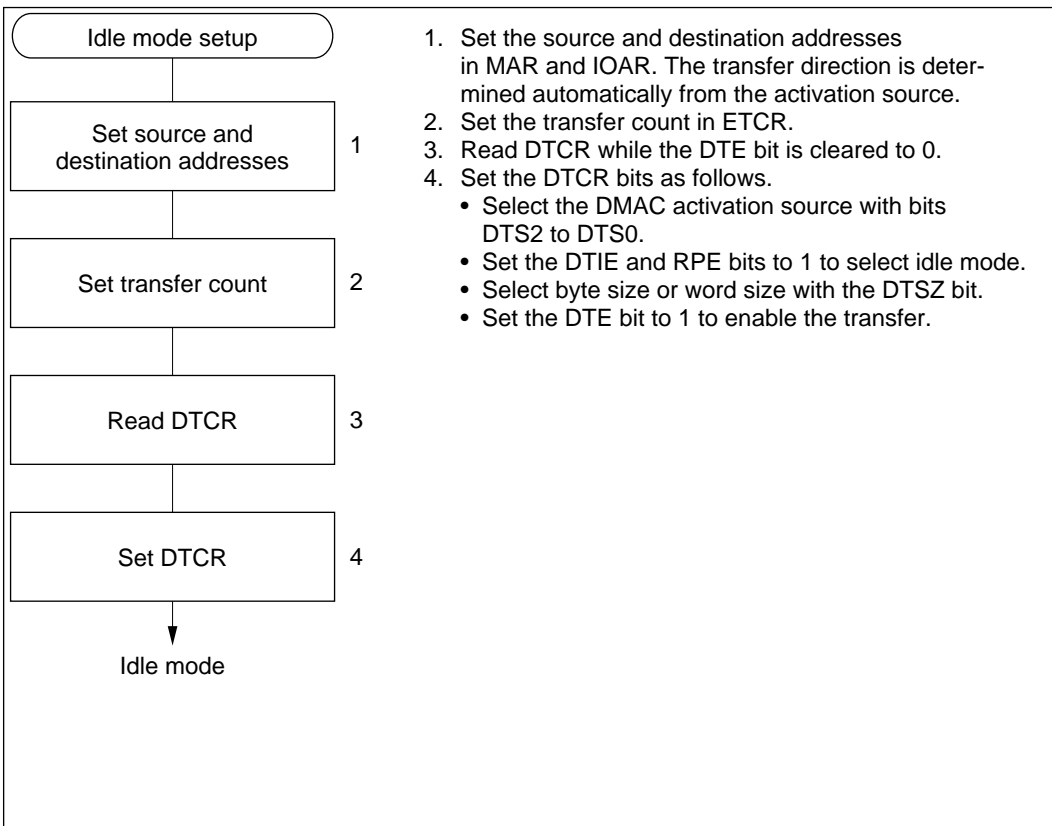 Idle mode setup
Set source and
destination addresses
1
Set transfer count
2
Read DTCR
3
Set DTCR
4
Idle mode
1. Set the source and destination addresses
in MAR and IOAR. The transfer direction is deter-
mined automatically from the activation source.
2. Set the transfer count in ETCR.
3. Read DTCR while the DTE bit is cleared to 0.
4. Set the DTCR bits as follows.
• Select the DMAC activation source with bits
DTS2 to DTS0.
• Set the DTIE and RPE bits to 1 to select idle mode.
• Select byte size or word size with the DTSZ bit.
• Set the DTE bit to 1 to enable the transfer.